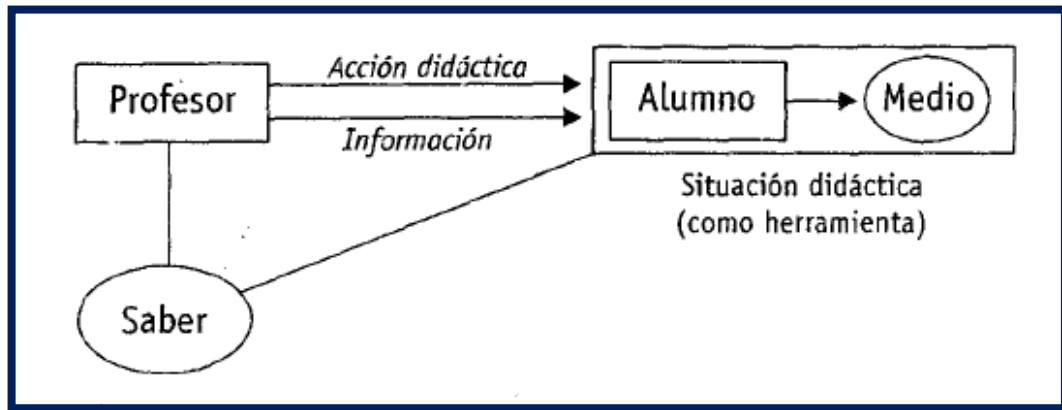 Profesor
Acción didáctica
Información
Alumno
Medio
Situación didáctica
(como herramienta)
Saber